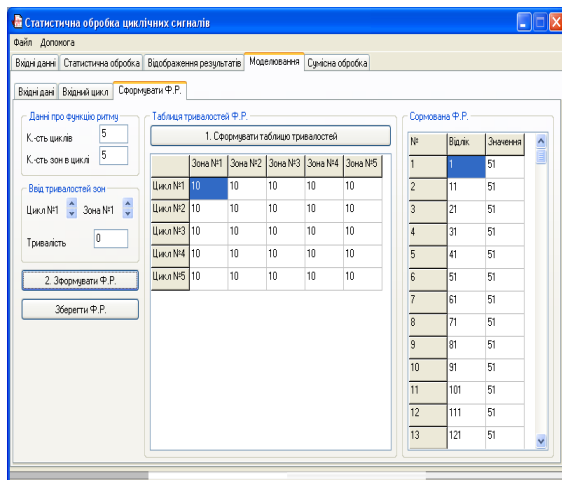 Статистична обробка циклічних сигналів
Файл Допомога
Вхідні данні Статистична обробка Відображення результатів Моделювання Сумісна обробка
Вхідні дані Вхідний цикл Сформувати Ф.Р.
Данні про функцію ритму
К.-сть циклів 5
К.-сть зон в циклі 5
Ввід тривалостей зон
Цикл №1 Зона №1
Тривалість 0
2. Зформувати Ф.Р.
Зберегти Ф.Р.
Таблиця тривалостей Ф.Р.
1. Сформувати таблицю тривалостей
Зона №1 Зона №2 Зона №3 Зона №4 Зона №5
Цикл №1 10 10 10 10 10
Цикл №2 10 10 10 10 10
Цикл №3 10 10 10 10 10
Цикл №4 10 10 10 10 10
Цикл №5 10 10 10 10 10
Сормована Ф.Р.
№ Відлік Значення
1 1 51
2 11 51
3 21 51
4 31 51
5 41 51
6 51 51
7 61 51
8 71 51
9 81 51
10 91 51
11 101 51
12 111 51
13 121 51